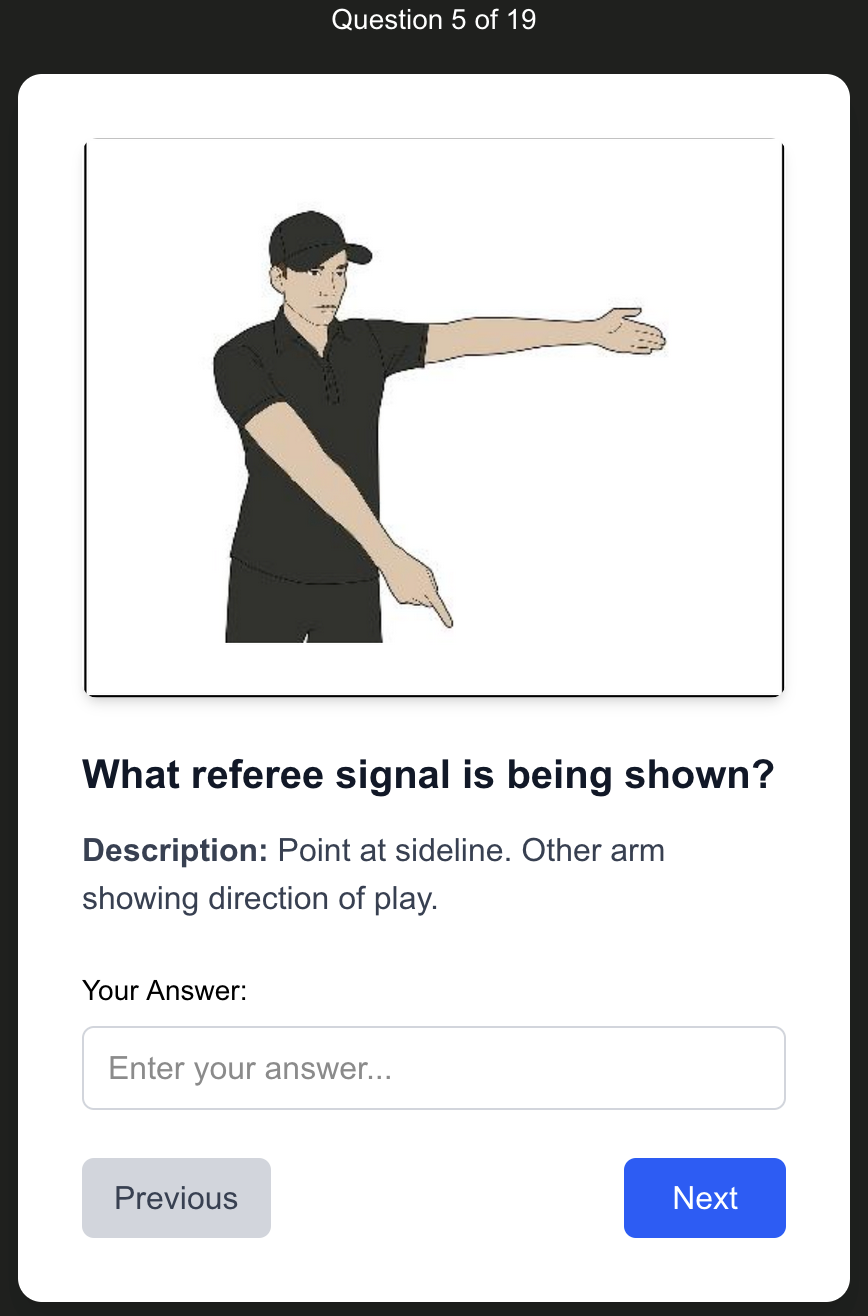 Question 5 of 19
What referee signal is being shown?
Description: Point at sideline. Other arm
showing direction of play.
Your Answer:
Enter your answer...
Previous
Next